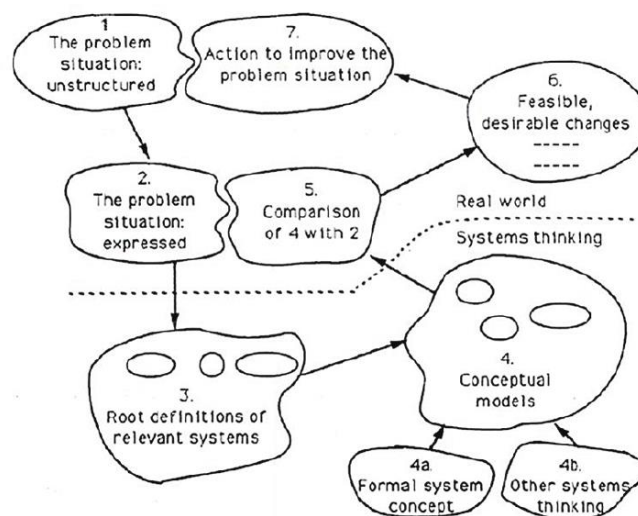 1
The problem
situation:
unstructured
7.
Action to improve the
problem situation
6.
Feasible,
desirable changes
2.
The problem
situation:
expressed
5.
Comparison
of 4 with 2
Real world
Systems thinking
3.
Root definitions of
relevant systems
4.
Conceptual
models
4a.
Formal system
concept
4b.
Other systems
thinking